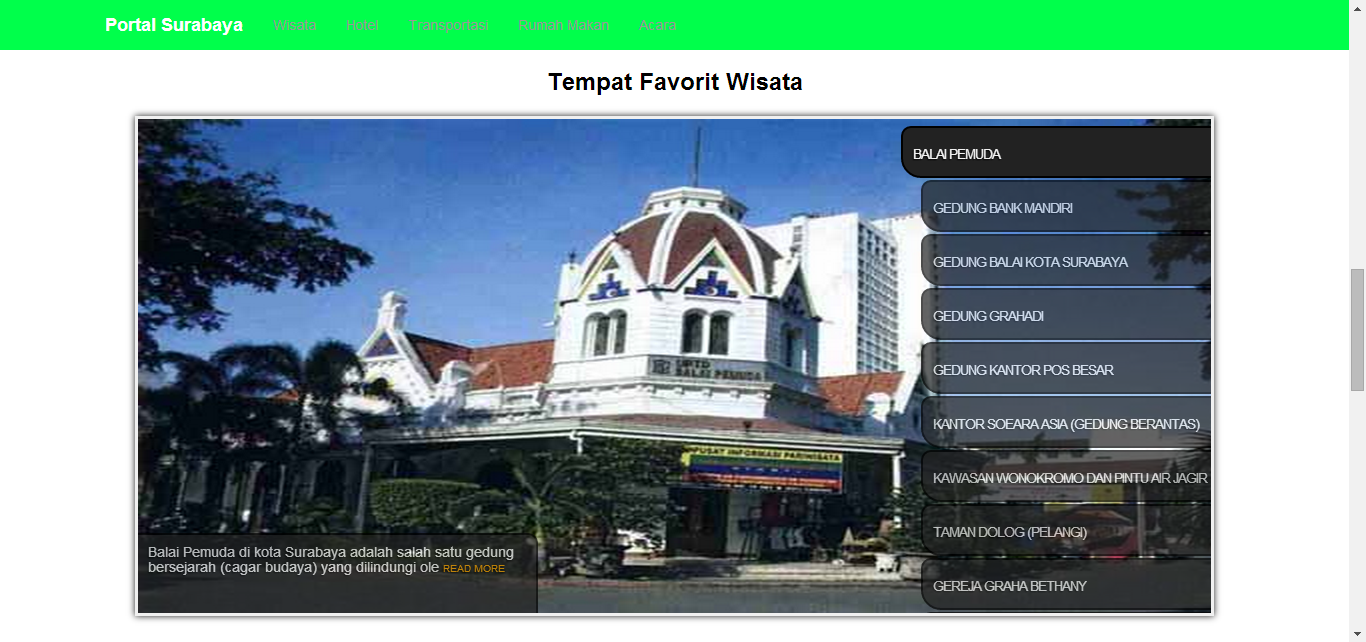 Portal Surabaya Wisata Hotel Transportasi Rumah Makan Acara
Tempat Favorit Wisata
BALAI PEMUDA
GEDUNG BANK MANDIRI
GEDUNG BALAI KOTA SURABAYA
GEDUNG GRAHADI
GEDUNG KANTOR POS BESAR
KANTOR SOEARA ASIA (GEDUNG BERANTAS)
KAWASAN WONOKROMO DAN PINTU AIR JAGIR
TAMAN DOLOG (PELANGI)
GEREJA GRAHA BETHANY
UPTD
BALAI PEMUDA
PUSAT INFORMASI PARIWISATA
Balai Pemuda di kota Surabaya adalah salah satu gedung
bersejarah (cagar budaya) yang dilindungi ole READ MORE